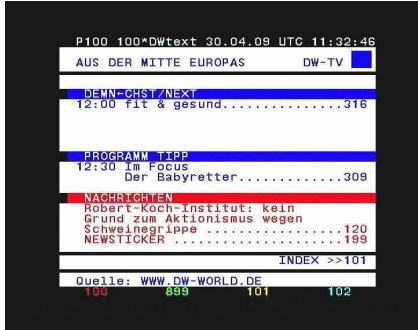 P100 100*DWtext 30.04.09 UTC 11:32:46
AUS DER MITTE EUROPAS DW-TV
DEMN←CHST/NEXT
12:00 fit & gesund...............316
PROGRAMM TIPP
12:30 Im Focus
Der Babyretter..............309
NACHRICHTEN
Robert-Koch-Institut: kein
Grund zum Aktionismus wegen
Schweinegrippe ..................120
NEWSTICKER ......................199
INDEX >>101
Quelle: WWW.DW-WORLD.DE
100 899 101 102